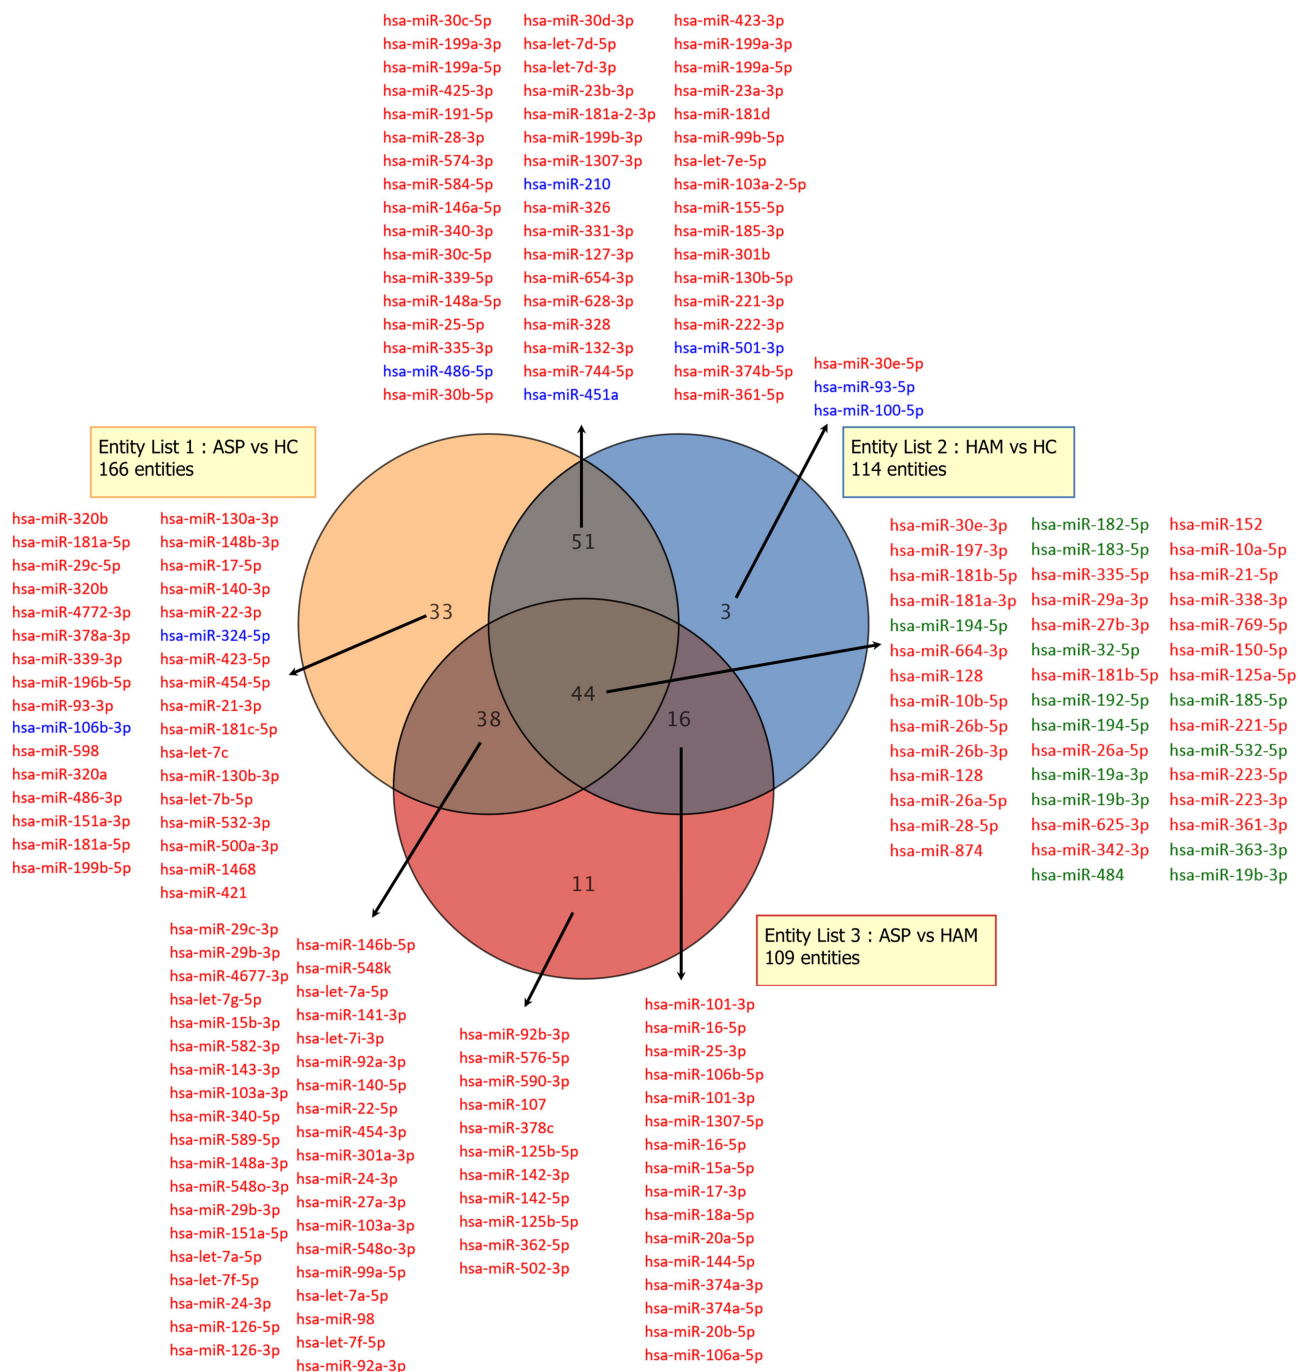 hsa-miR-30c-5p
hsa-miR-199a-3p
hsa-miR-199a-5p
hsa-miR-425-3p
hsa-miR-191-5p
hsa-miR-28-3p
hsa-miR-574-3p
hsa-miR-584-5p
hsa-miR-146a-5p
hsa-miR-340-3p
hsa-miR-30c-5p
hsa-miR-339-5p
hsa-miR-148a-5p
hsa-miR-25-5p
hsa-miR-335-3p
hsa-miR-486-5p
hsa-miR-30b-5p
hsa-miR-30d-3p
hsa-let-7d-5p
hsa-let-7d-3p
hsa-miR-23b-3p
hsa-miR-181a-2-3p
hsa-miR-199b-3p
hsa-miR-1307-3p
hsa-miR-210
hsa-miR-326
hsa-miR-331-3p
hsa-miR-127-3p
hsa-miR-654-3p
hsa-miR-628-3p
hsa-miR-328
hsa-miR-132-3p
hsa-miR-744-5p
hsa-miR-451a
hsa-miR-423-3p
hsa-miR-199a-3p
hsa-miR-199a-5p
hsa-miR-23a-3p
hsa-miR-181d
hsa-miR-99b-5p
hsa-let-7e-5p
hsa-miR-103a-2-5p
hsa-miR-155-5p
hsa-miR-185-3p
hsa-miR-301b
hsa-miR-130b-5p
hsa-miR-221-3p
hsa-miR-222-3p
hsa-miR-501-3p
hsa-miR-374b-5p
hsa-miR-361-5p
hsa-miR-30e-5p
hsa-miR-93-5p
hsa-miR-100-5p
Entity List 1 : ASP vs HC
166 entities
Entity List 2 : HAM vs HC
114 entities
hsa-miR-320b
hsa-miR-181a-5p
hsa-miR-29c-5p
hsa-miR-320b
hsa-miR-4772-3p
hsa-miR-378a-3p
hsa-miR-339-3p
hsa-miR-196b-5p
hsa-miR-93-3p
hsa-miR-106b-3p
hsa-miR-598
hsa-miR-320a
hsa-miR-486-3p
hsa-miR-151a-3p
hsa-miR-181a-5p
hsa-miR-199b-5p
hsa-miR-130a-3p
hsa-miR-148b-3p
hsa-miR-17-5p
hsa-miR-140-3p
hsa-miR-22-3p
hsa-miR-324-5p
hsa-miR-423-5p
hsa-miR-454-5p
hsa-miR-21-3p
hsa-miR-181c-5p
hsa-let-7c
hsa-miR-130b-3p
hsa-let-7b-5p
hsa-miR-532-3p
hsa-miR-500a-3p
hsa-miR-1468
hsa-miR-421
51
33
3
44
38
16
11
hsa-miR-30e-3p
hsa-miR-197-3p
hsa-miR-181b-5p
hsa-miR-181a-3p
hsa-miR-194-5p
hsa-miR-664-3p
hsa-miR-128
hsa-miR-10b-5p
hsa-miR-26b-5p
hsa-miR-26b-3p
hsa-miR-128
hsa-miR-26a-5p
hsa-miR-28-5p
hsa-miR-874
hsa-miR-182-5p
hsa-miR-183-5p
hsa-miR-335-5p
hsa-miR-29a-3p
hsa-miR-27b-3p
hsa-miR-32-5p
hsa-miR-181b-5p
hsa-miR-192-5p
hsa-miR-194-5p
hsa-miR-26a-5p
hsa-miR-19a-3p
hsa-miR-19b-3p
hsa-miR-625-3p
hsa-miR-342-3p
hsa-miR-484
hsa-miR-152
hsa-miR-10a-5p
hsa-miR-21-5p
hsa-miR-338-3p
hsa-miR-769-5p
hsa-miR-150-5p
hsa-miR-125a-5p
hsa-miR-185-5p
hsa-miR-221-5p
hsa-miR-532-5p
hsa-miR-223-5p
hsa-miR-223-3p
hsa-miR-361-3p
hsa-miR-363-3p
hsa-miR-19b-3p
Entity List 3 : ASP vs HAM
109 entities
hsa-miR-29c-3p
hsa-miR-29b-3p
hsa-miR-4677-3p
hsa-let-7g-5p
hsa-miR-15b-3p
hsa-miR-582-3p
hsa-miR-143-3p
hsa-miR-103a-3p
hsa-miR-340-5p
hsa-miR-589-5p
hsa-miR-148a-3p
hsa-miR-548o-3p
hsa-miR-29b-3p
hsa-miR-151a-5p
hsa-let-7a-5p
hsa-let-7f-5p
hsa-miR-24-3p
hsa-miR-126-5p
hsa-miR-126-3p
hsa-miR-146b-5p
hsa-miR-548k
hsa-let-7a-5p
hsa-miR-141-3p
hsa-let-7i-3p
hsa-miR-92a-3p
hsa-miR-140-5p
hsa-miR-22-5p
hsa-miR-454-3p
hsa-miR-301a-3p
hsa-miR-24-3p
hsa-miR-27a-3p
hsa-miR-103a-3p
hsa-miR-548o-3p
hsa-miR-99a-5p
hsa-let-7a-5p
hsa-miR-98
hsa-let-7f-5p
hsa-miR-92a-3p
hsa-miR-92b-3p
hsa-miR-576-5p
hsa-miR-590-3p
hsa-miR-107
hsa-miR-378c
hsa-miR-125b-5p
hsa-miR-142-3p
hsa-miR-142-5p
hsa-miR-125b-5p
hsa-miR-362-5p
hsa-miR-502-3p
hsa-miR-101-3p
hsa-miR-16-5p
hsa-miR-25-3p
hsa-miR-106b-5p
hsa-miR-101-3p
hsa-miR-1307-5p
hsa-miR-16-5p
hsa-miR-15a-5p
hsa-miR-17-3p
hsa-miR-18a-5p
hsa-miR-20a-5p
hsa-miR-144-5p
hsa-miR-374a-3p
hsa-miR-374a-5p
hsa-miR-20b-5p
hsa-miR-106a-5p